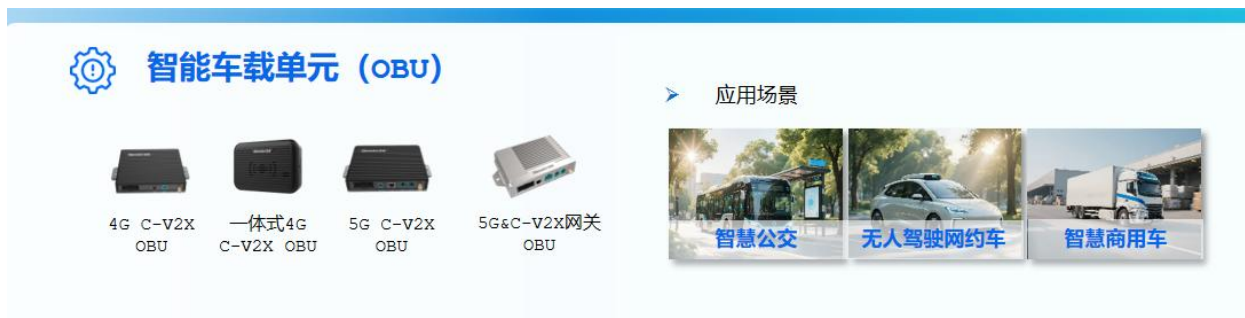 智能车载单元（OBU）
4G C-V2X
OBU
一体式4G
C-V2X OBU
5G C-V2X
OBU
5G&C-V2X网关
OBU
应用场景
智慧公交
无人驾驶网约车
智慧商用车